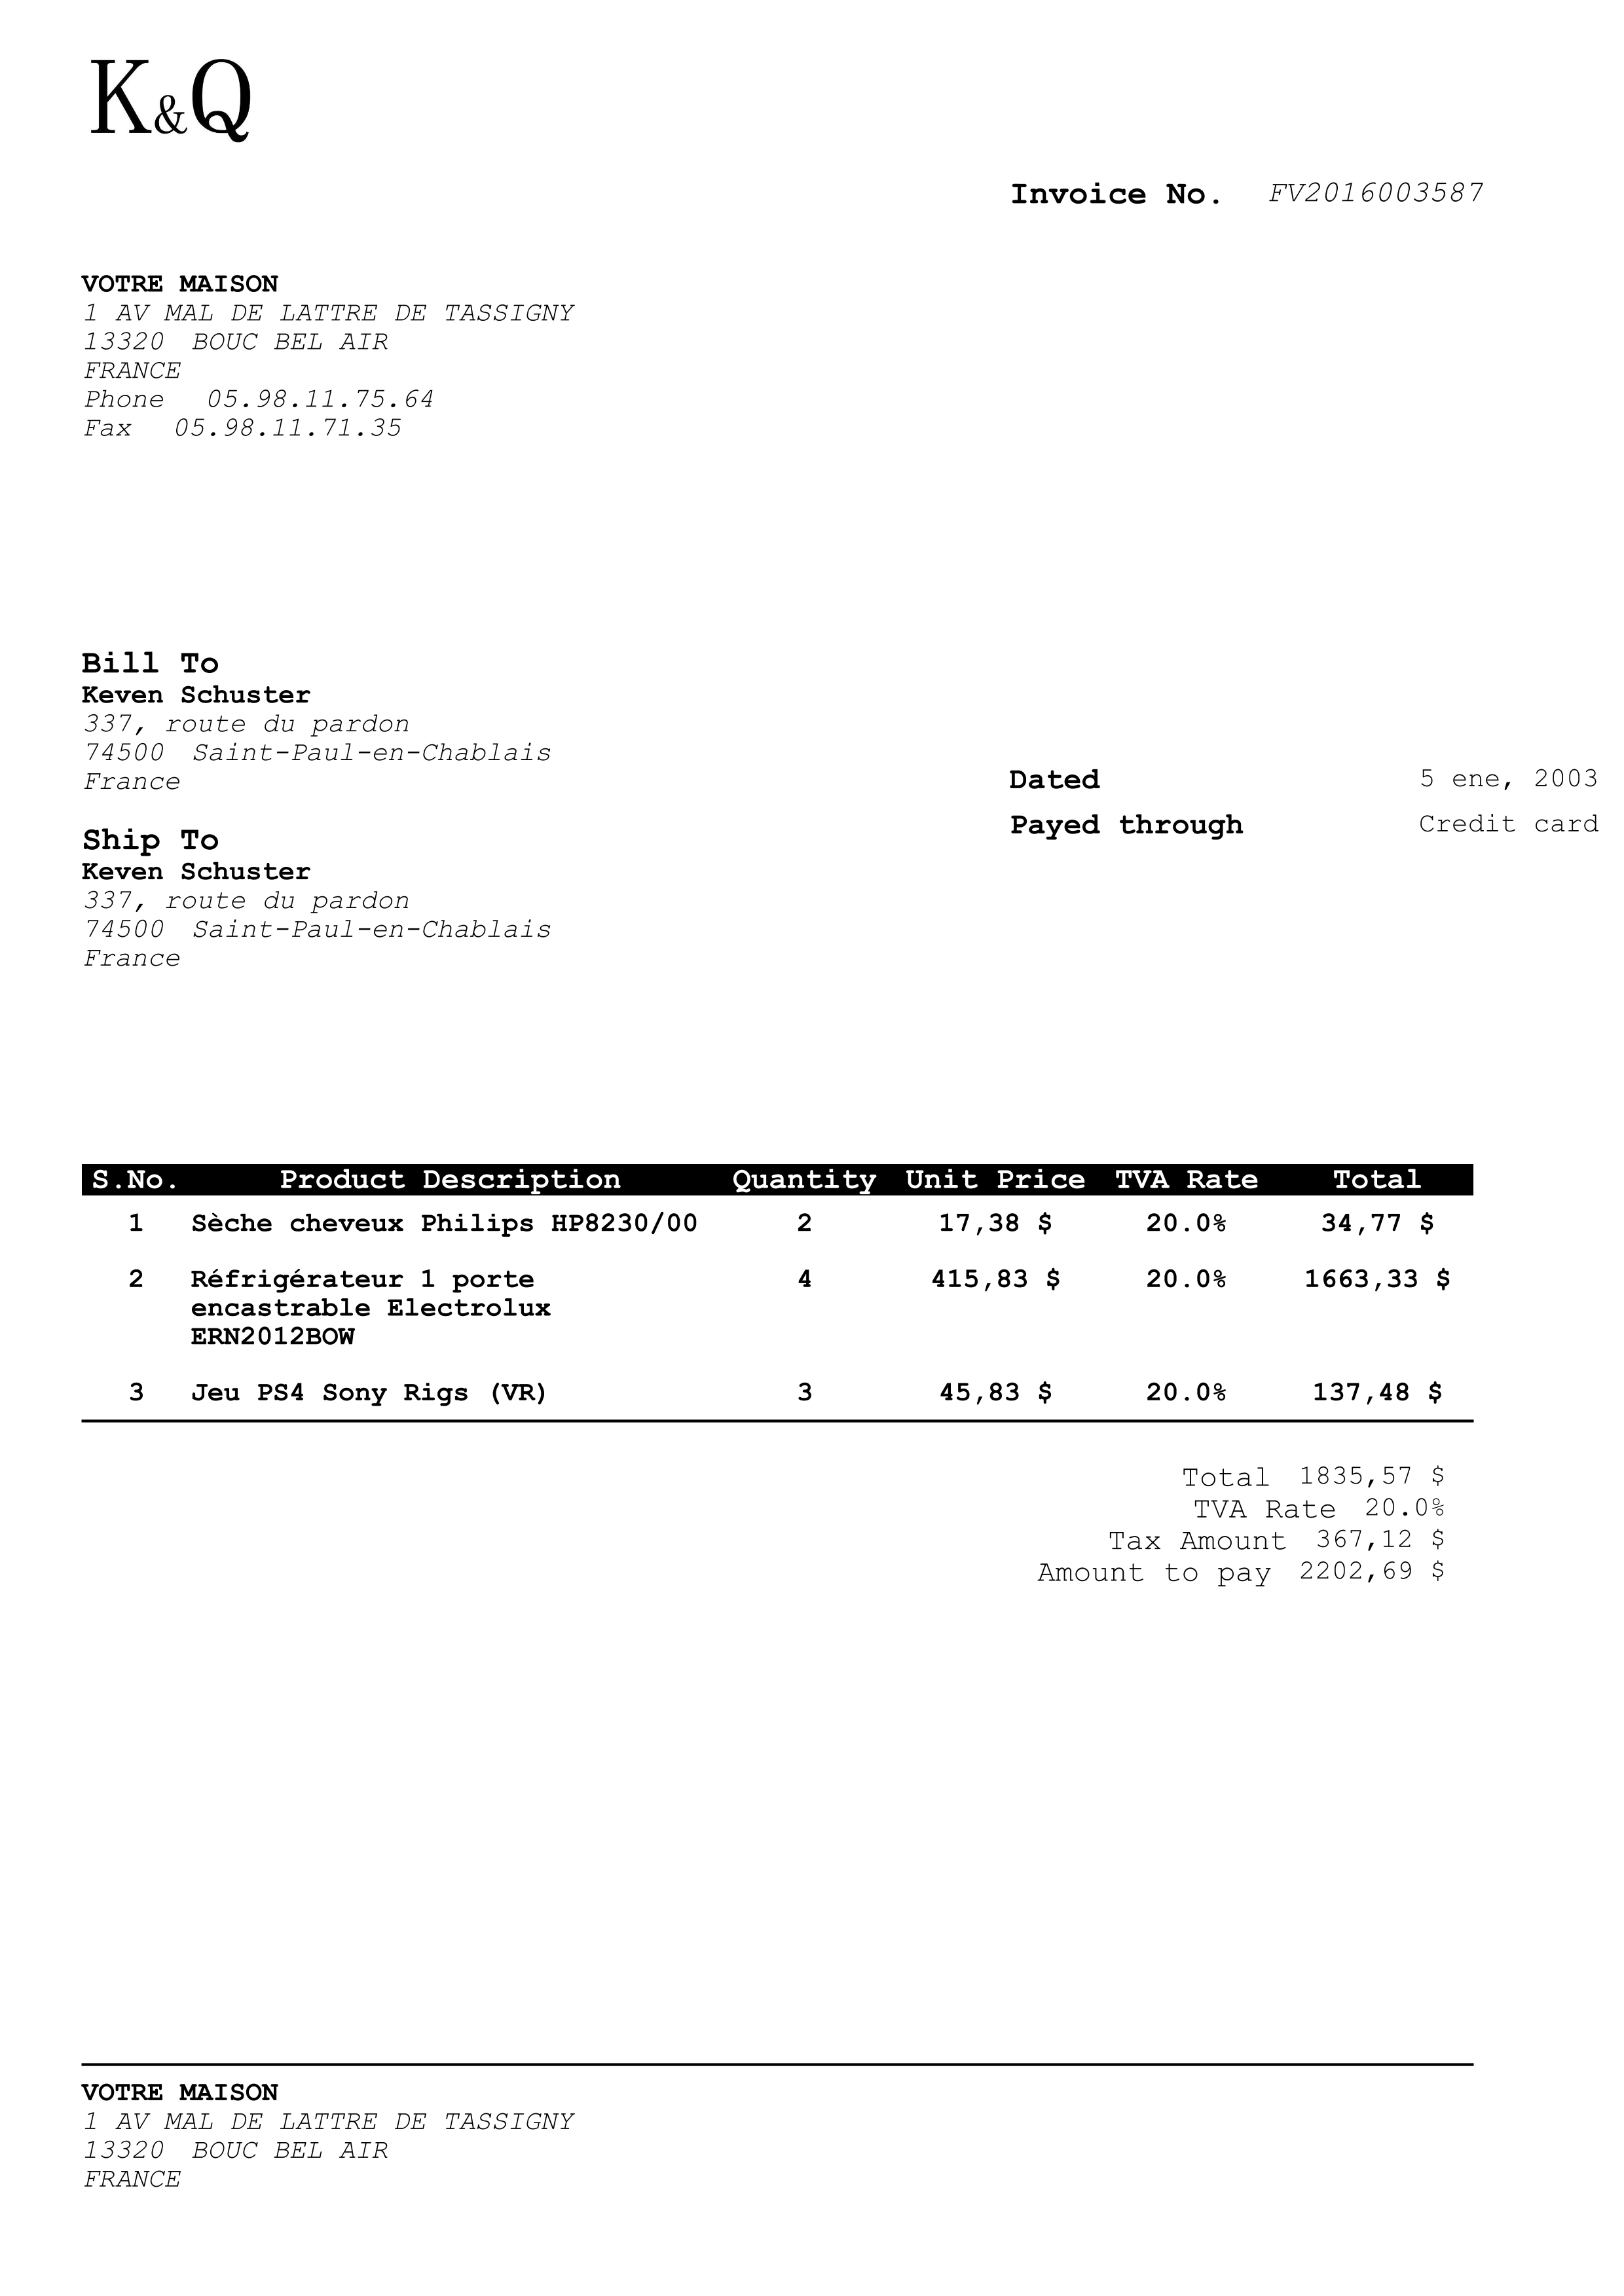 K&Q
Invoice No. FV2016003587
VOTRE MAISON
1 AV MAL DE LATTRE DE TASSIGNY
13320 BOUC BEL AIR
FRANCE
Phone 05.98.11.75.64
Fax 05.98.11.71.35
Bill To
Keven Schuster
337, route du pardon
74500 Saint-Paul-en-Chablais
France
Dated 5 ene, 2003
Payed through Credit card
Ship To
Keven Schuster
337, route du pardon
74500 Saint-Paul-en-Chablais
France
S.No. Product Description Quantity Unit Price TVA Rate Total
1 Sèche cheveux Philips HP8230/00 2 17,38 $ 20.0% 34,77 $
2 Réfrigérateur 1 porte 4 415,83 $ 20.0% 1663,33 $
encastrable Electrolux
ERN2012BOW
3 Jeu PS4 Sony Rigs (VR) 3 45,83 $ 20.0% 137,48 $
Total 1835,57 $
TVA Rate 20.0%
Tax Amount 367,12 $
Amount to pay 2202,69 $
VOTRE MAISON
1 AV MAL DE LATTRE DE TASSIGNY
13320 BOUC BEL AIR
FRANCE